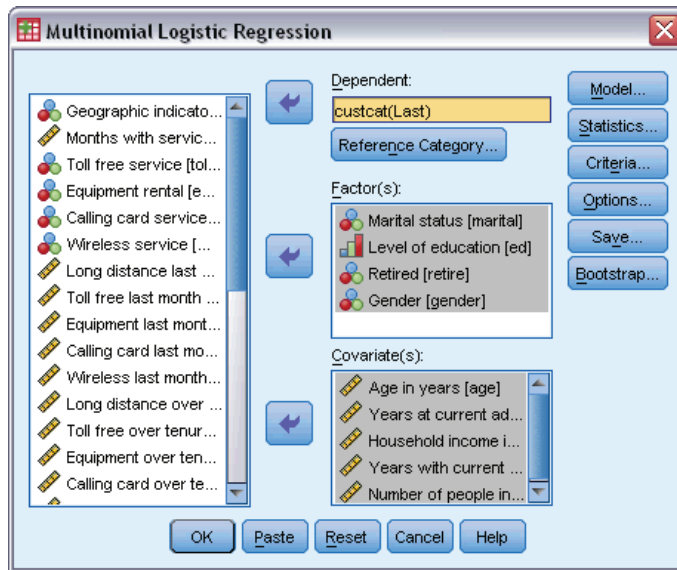 Multinomial Logistic Regression
Geographic indicato...
Months with servic...
Toll free service [tol...
Equipment rental [e...
Calling card service...
Wireless service [...
Long distance last ...
Toll free last month ...
Equipment last mont...
Calling card last mo...
Wireless last month...
Long distance over ...
Toll free over tenur...
Equipment over ten...
Calling card over te...
Dependent:
custcat(Last)
Reference Category...
Factor(s):
Marital status [marital]
Level of education [ed]
Retired [retire]
Gender [gender]
Covariate(s):
Age in years [age]
Years at current ad...
Household income i...
Years with current ...
Number of people in...
Model...
Statistics...
Criteria...
Options...
Save...
Bootstrap...
OK
Paste
Reset
Cancel
Help